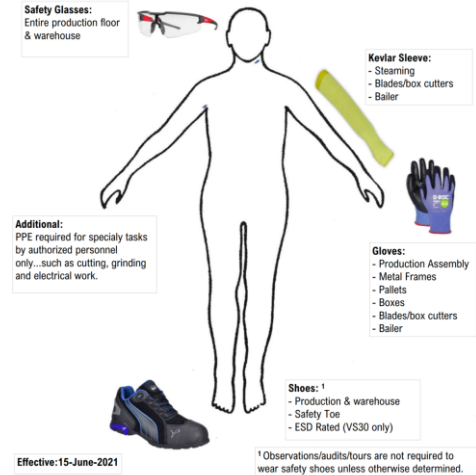 Safety Glasses:
Entire production floor
& warehouse
Kevlar Sleeve:
- Steaming
- Blades/box cutters
- Bailer
Additional:
PPE required for specialy tasks
by authorized personnel
only...such as cutting, grinding
and electrical work.
Gloves:
- Production Assembly
- Metal Frames
- Pallets
- Boxes
- Blades/box cutters
- Bailer
Shoes: ¹
- Production & warehouse
- Safety Toe
- ESD Rated (VS30 only)
Effective:15-June-2021
¹ Observations/audits/tours are not required to
wear safety shoes unless otherwise determined.